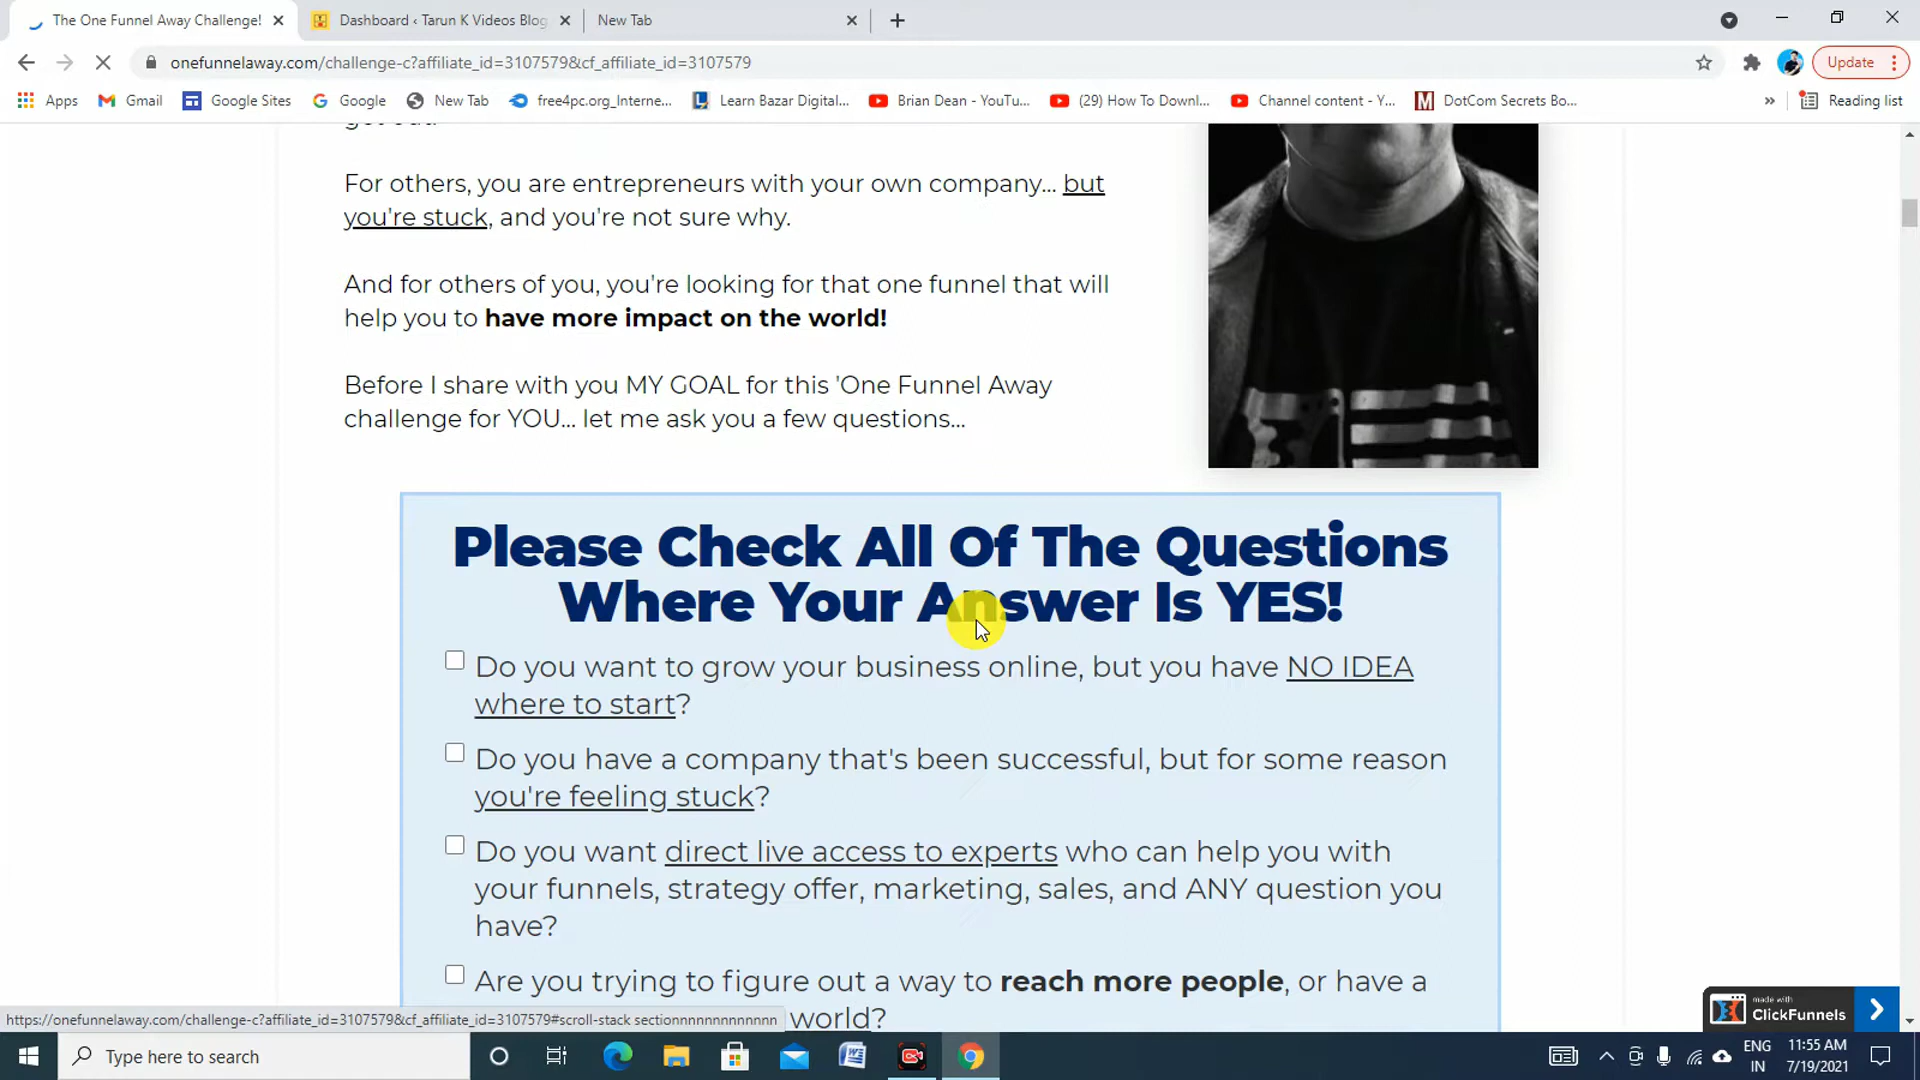 The One Funnel Away Challenge!
Dashboard ‹ Tarun K Videos Blog
New Tab
onefunnelaway.com/challenge-c?affiliate_id=3107579&cf_affiliate_id=3107579
Update
Apps
Gmail
Google Sites
Google
New Tab
free4pc.org_Interne...
Learn Bazar Digital...
Brian Dean - YouTu...
(29) How To Downl...
Channel content - Y...
DotCom Secrets Bo...
»
Reading list
get out.
For others, you are entrepreneurs with your own company... but
you're stuck, and you're not sure why.
And for others of you, you're looking for that one funnel that will
help you to have more impact on the world!
Before I share with you MY GOAL for this 'One Funnel Away
challenge for YOU... let me ask you a few questions...
Please Check All Of The Questions
Where Your Answer Is YES!
Do you want to grow your business online, but you have NO IDEA
where to start?
Do you have a company that's been successful, but for some reason
you're feeling stuck?
Do you want direct live access to experts who can help you with
your funnels, strategy offer, marketing, sales, and ANY question you
have?
Are you trying to figure out a way to reach more people, or have a
world?
made with
ClickFunnels
https://onefunnelaway.com/challenge-c?affiliate_id=3107579&cf_affiliate_id=3107579#scroll-stack sectionnnnnnnnnnnnnn
Type here to search
ENG
IN
11:55 AM
7/19/2021